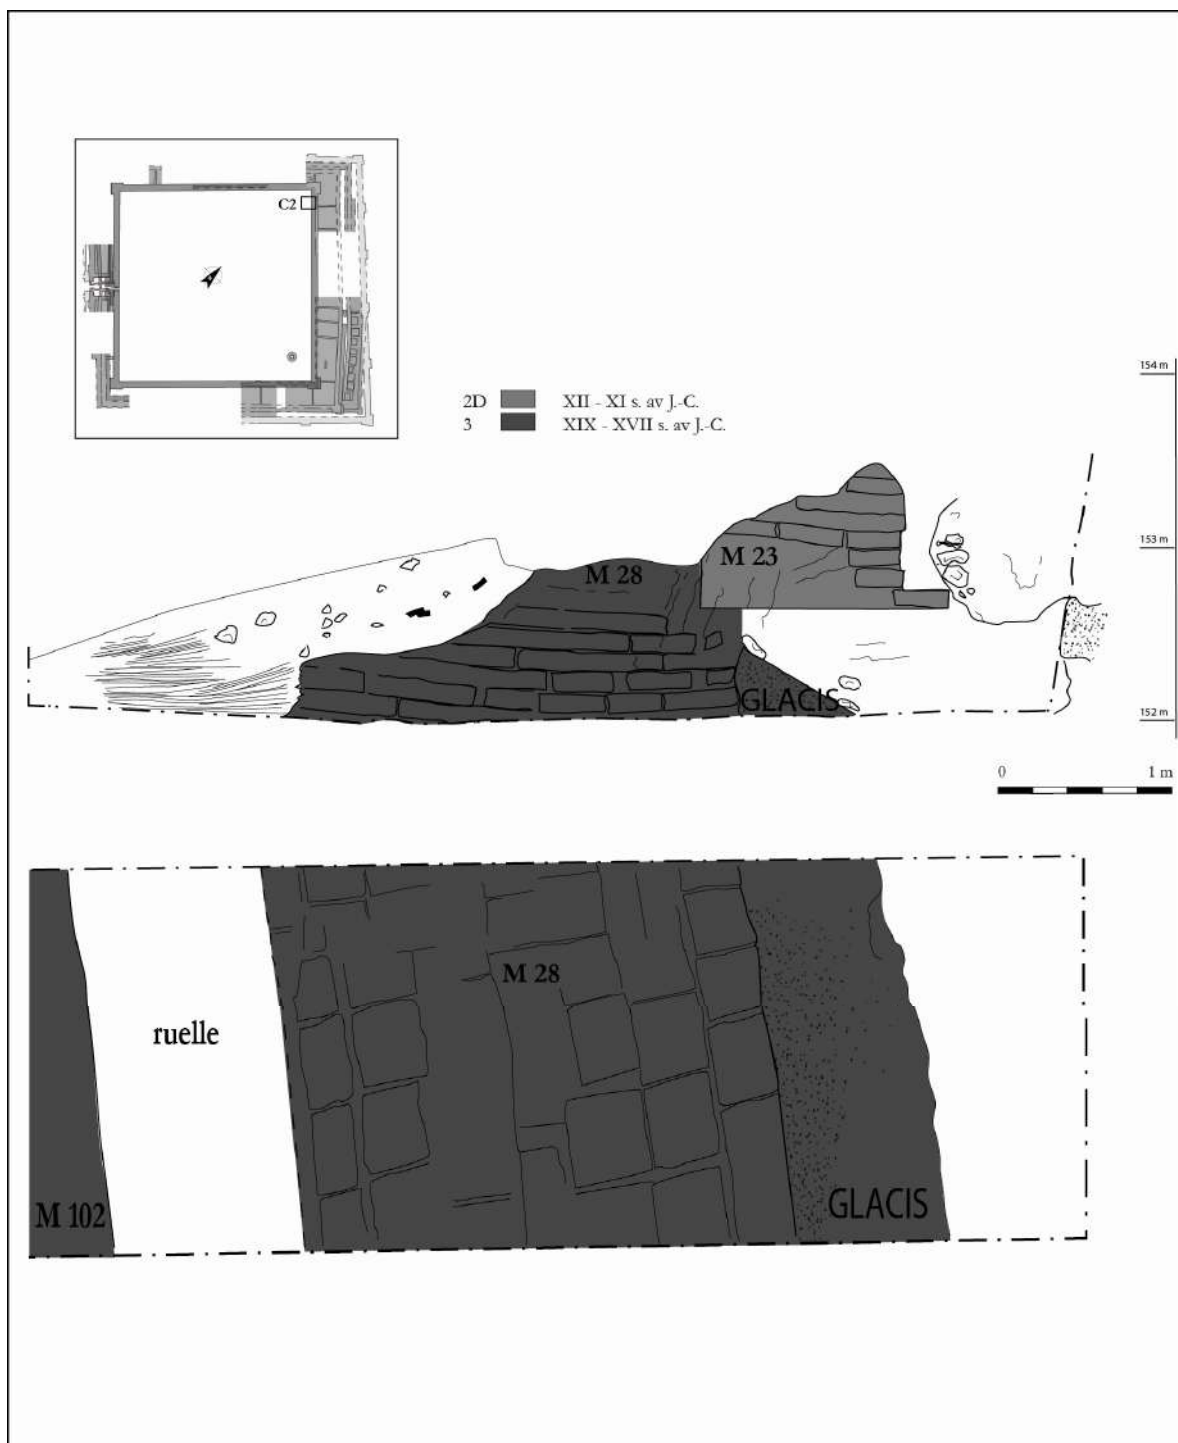 C2
154 m
2D XII - XI s. av J.-C.
3 XIX - XVII s. av J.-C.
153 m
M 23
M 28
GLACIS
152 m
0 1 m
M 28
ruelle
GLACIS
M 102